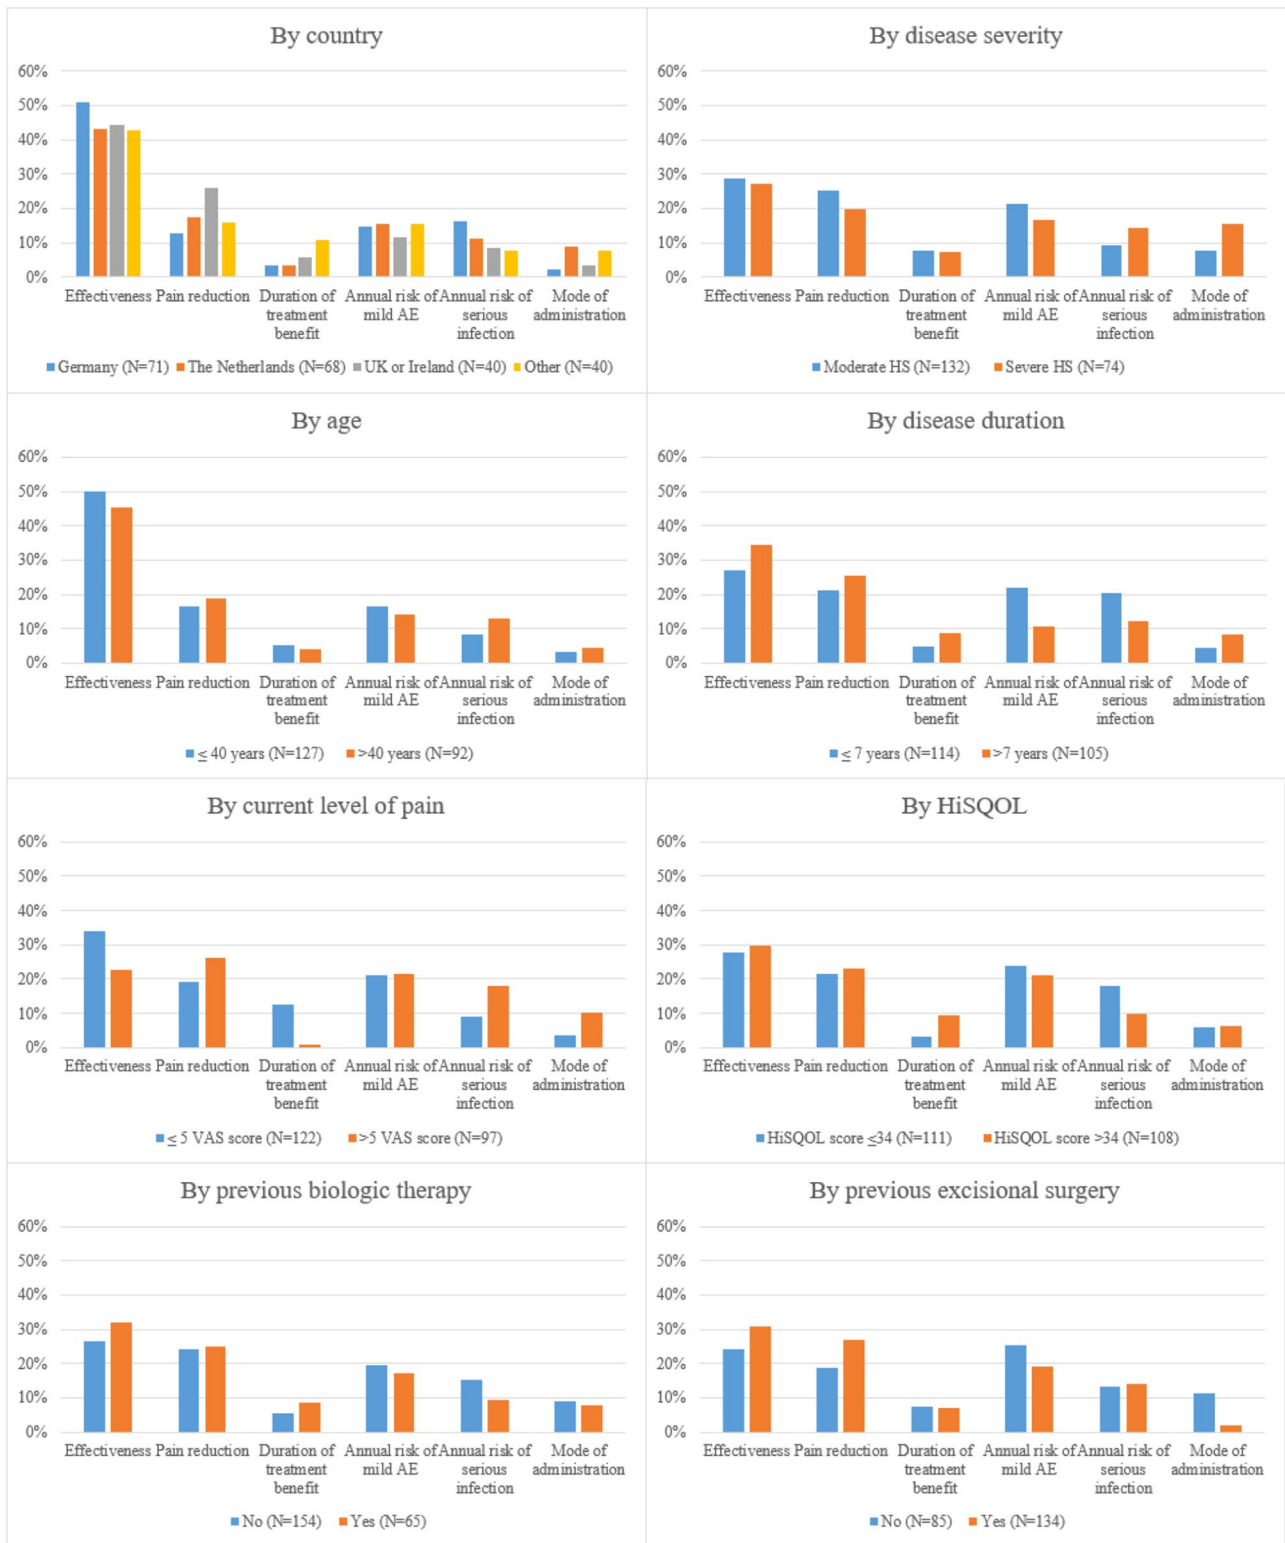 By country
60%
50%
40%
30%
20%
10%
0%
Effectiveness Pain reduction Duration of treatment benefit Annual risk of mild AE Annual risk of serious infection Mode of administration
Germany (N=71) The Netherlands (N=68) UK or Ireland (N=40) Other (N=40)
By disease severity
60%
50%
40%
30%
20%
10%
0%
Effectiveness Pain reduction Duration of treatment benefit Annual risk of mild AE Annual risk of serious infection Mode of administration
Moderate HS (N=132) Severe HS (N=74)
By age
60%
50%
40%
30%
20%
10%
0%
Effectiveness Pain reduction Duration of treatment benefit Annual risk of mild AE Annual risk of serious infection Mode of administration
≤ 40 years (N=127) >40 years (N=92)
By disease duration
60%
50%
40%
30%
20%
10%
0%
Effectiveness Pain reduction Duration of treatment benefit Annual risk of mild AE Annual risk of serious infection Mode of administration
≤ 7 years (N=114) >7 years (N=105)
By current level of pain
60%
50%
40%
30%
20%
10%
0%
Effectiveness Pain reduction Duration of treatment benefit Annual risk of mild AE Annual risk of serious infection Mode of administration
≤ 5 VAS score (N=122) >5 VAS score (N=97)
By HiSQOL
60%
50%
40%
30%
20%
10%
0%
Effectiveness Pain reduction Duration of treatment benefit Annual risk of mild AE Annual risk of serious infection Mode of administration
HiSQOL score ≤34 (N=111) HiSQOL score >34 (N=108)
By previous biologic therapy
60%
50%
40%
30%
20%
10%
0%
Effectiveness Pain reduction Duration of treatment benefit Annual risk of mild AE Annual risk of serious infection Mode of administration
No (N=154) Yes (N=65)
By previous excisional surgery
60%
50%
40%
30%
20%
10%
0%
Effectiveness Pain reduction Duration of treatment benefit Annual risk of mild AE Annual risk of serious infection Mode of administration
No (N=85) Yes (N=134)